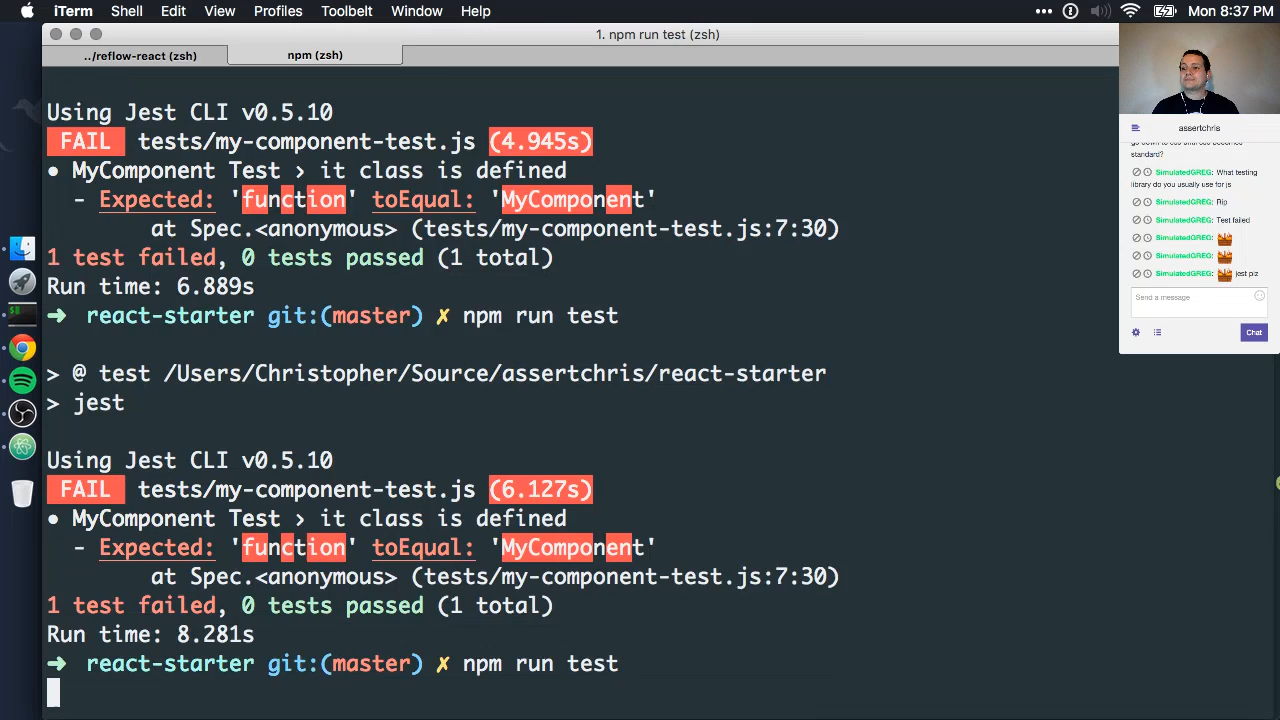 iTerm Shell Edit View Profiles Toolbelt Window Help
Mon 8:37 PM
1. npm run test (zsh)
../reflow-react (zsh)
npm (zsh)
Using Jest CLI v0.5.10
FAIL tests/my-component-test.js (4.945s)
● MyComponent Test › it class is defined
- Expected: 'function' toEqual: 'MyComponent'
at Spec.<anonymous> (tests/my-component-test.js:7:30)
1 test failed, 0 tests passed (1 total)
Run time: 6.889s
➜ react-starter git:(master) ✗ npm run test
> @ test /Users/Christopher/Source/assertchris/react-starter
> jest
Using Jest CLI v0.5.10
FAIL tests/my-component-test.js (6.127s)
● MyComponent Test › it class is defined
- Expected: 'function' toEqual: 'MyComponent'
at Spec.<anonymous> (tests/my-component-test.js:7:30)
1 test failed, 0 tests passed (1 total)
Run time: 8.281s
➜ react-starter git:(master) ✗ npm run test
assertchris
standard?
SimulatedGREG: What testing
library do you usually use for js
SimulatedGREG: Rip
SimulatedGREG: Test failed
SimulatedGREG:
SimulatedGREG:
SimulatedGREG: jest plz
Send a message
Chat